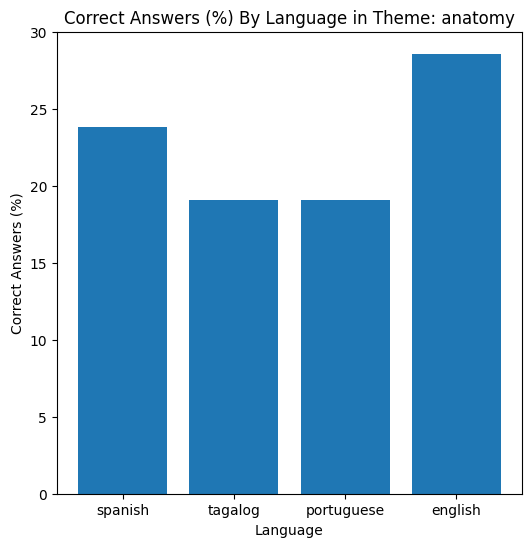 Correct Answers (%) By Language in Theme: anatomy
30
25
20
15
10
5
0
Correct Answers (%)
spanish tagalog portuguese english
Language